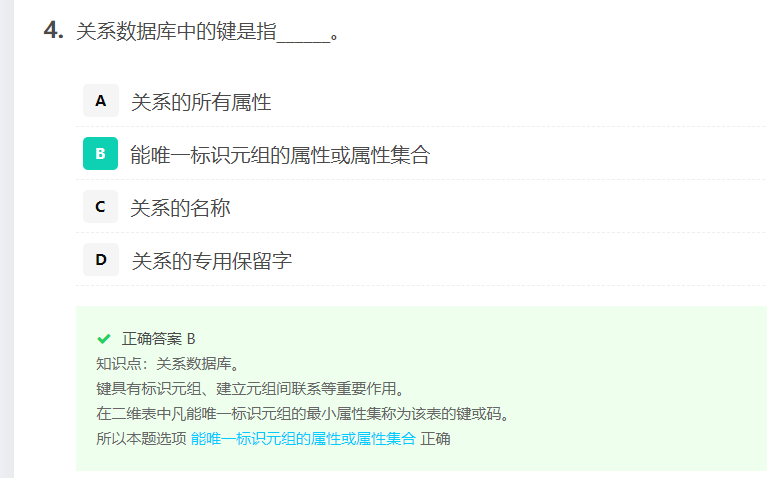 4. 关系数据库中的键是指______。
A 关系的所有属性
B 能唯一标识元组的属性或属性集合
C 关系的名称
D 关系的专用保留字
正确答案 B
知识点：关系数据库。
键具有标识元组、建立元组间联系等重要作用。
在二维表中凡能唯一标识元组的最小属性集称为该表的键或码。
所以本题选项 能唯一标识元组的属性或属性集合 正确